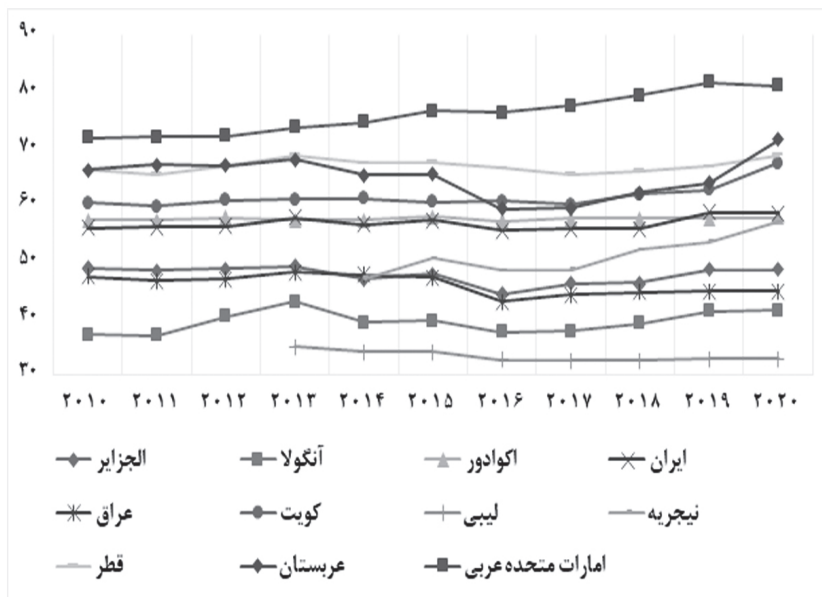 ۹۰
۸۰
۷۰
۶۰
۵۰
۴۰
۳۰
۲۰۱۰ ۲۰۱۱ ۲۰۱۲ ۲۰۱۳ ۲۰۱۴ ۲۰۱۵ ۲۰۱۶ ۲۰۱۷ ۲۰۱۸ ۲۰۱۹ ۲۰۲۰
الجزایر آنگولا اکوادور ایران
عراق کویت لیبی نیجریه
قطر عربستان امارات متحده عربی